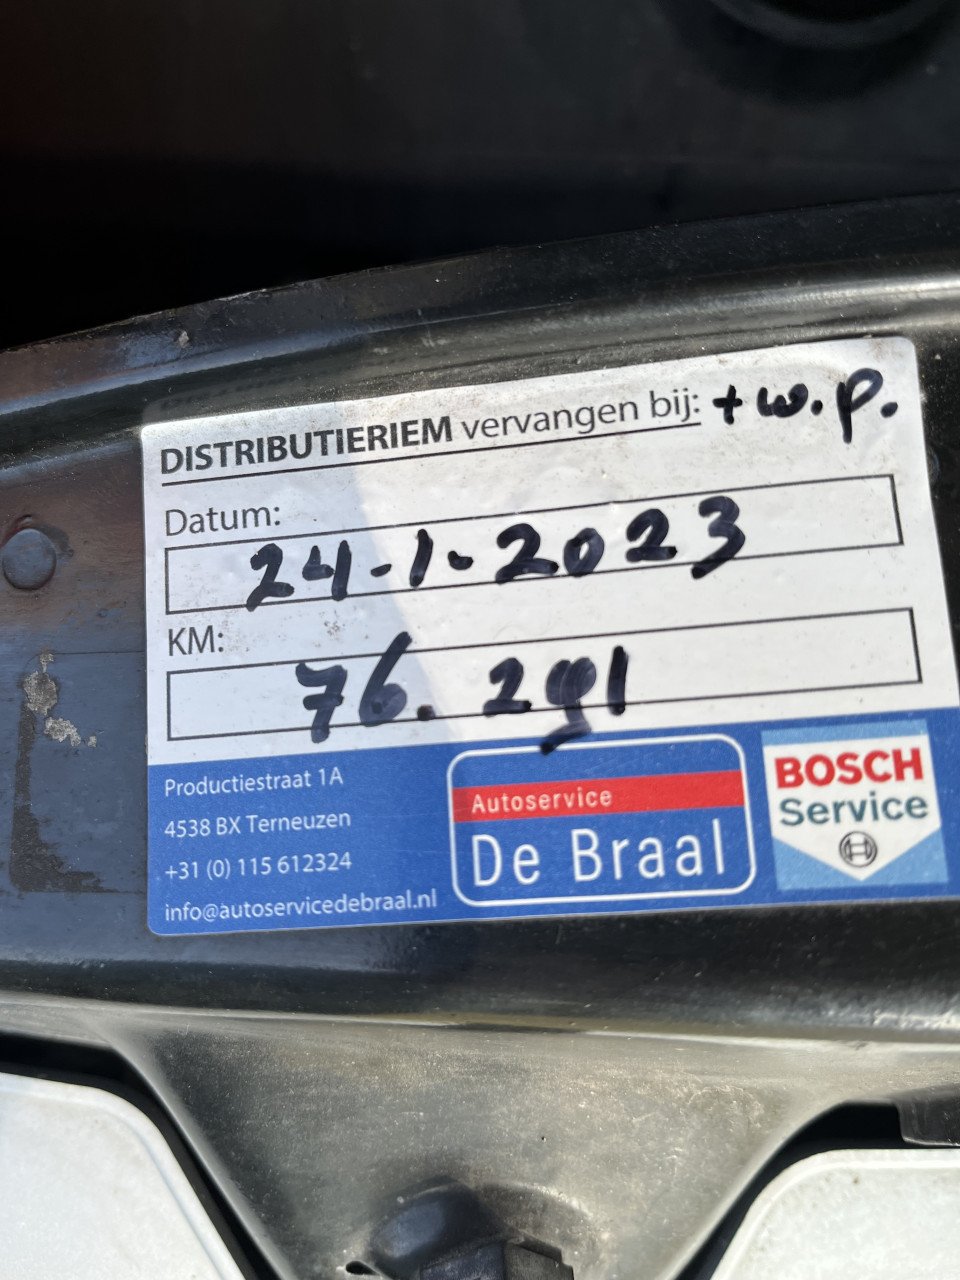 DISTRIBUTIERIEM vervangen bij: + w.p.
Datum:
24-1-2023
KM:
76.291
Productiestraat 1A
4538 BX Terneuzen
+31 (0) 115 612324
info@autoservicedebraal.nl
Autoservice
De Braal
BOSCH
Service